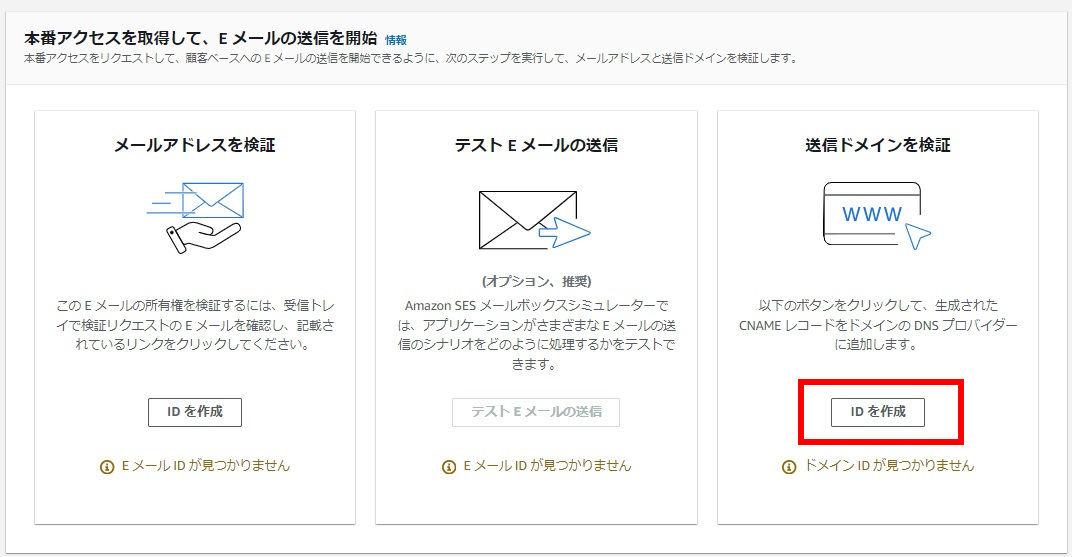 本番アクセスを取得して、E メールの送信を開始 情報
本番アクセスをリクエストして、顧客ベースへの E メールの送信を開始できるように、次のステップを実行して、メールアドレスと送信ドメインを検証します。
メールアドレスを検証
この E メールの所有権を検証するには、受信トレ
イで検証リクエストの E メールを確認し、記載さ
れているリンクをクリックしてください。
ID を作成
E メール ID が見つかりません
テスト E メールの送信
(オプション、推奨)
Amazon SES メールボックスシミュレーターで
は、アプリケーションがさまざまな E メールの送
信のシナリオをどのように処理するかをテストで
きます。
テスト E メールの送信
E メール ID が見つかりません
送信ドメインを検証
WWW
以下のボタンをクリックして、生成された
CNAME レコードをドメインの DNS プロバイダー
に追加します。
ID を作成
ドメイン ID が見つかりません